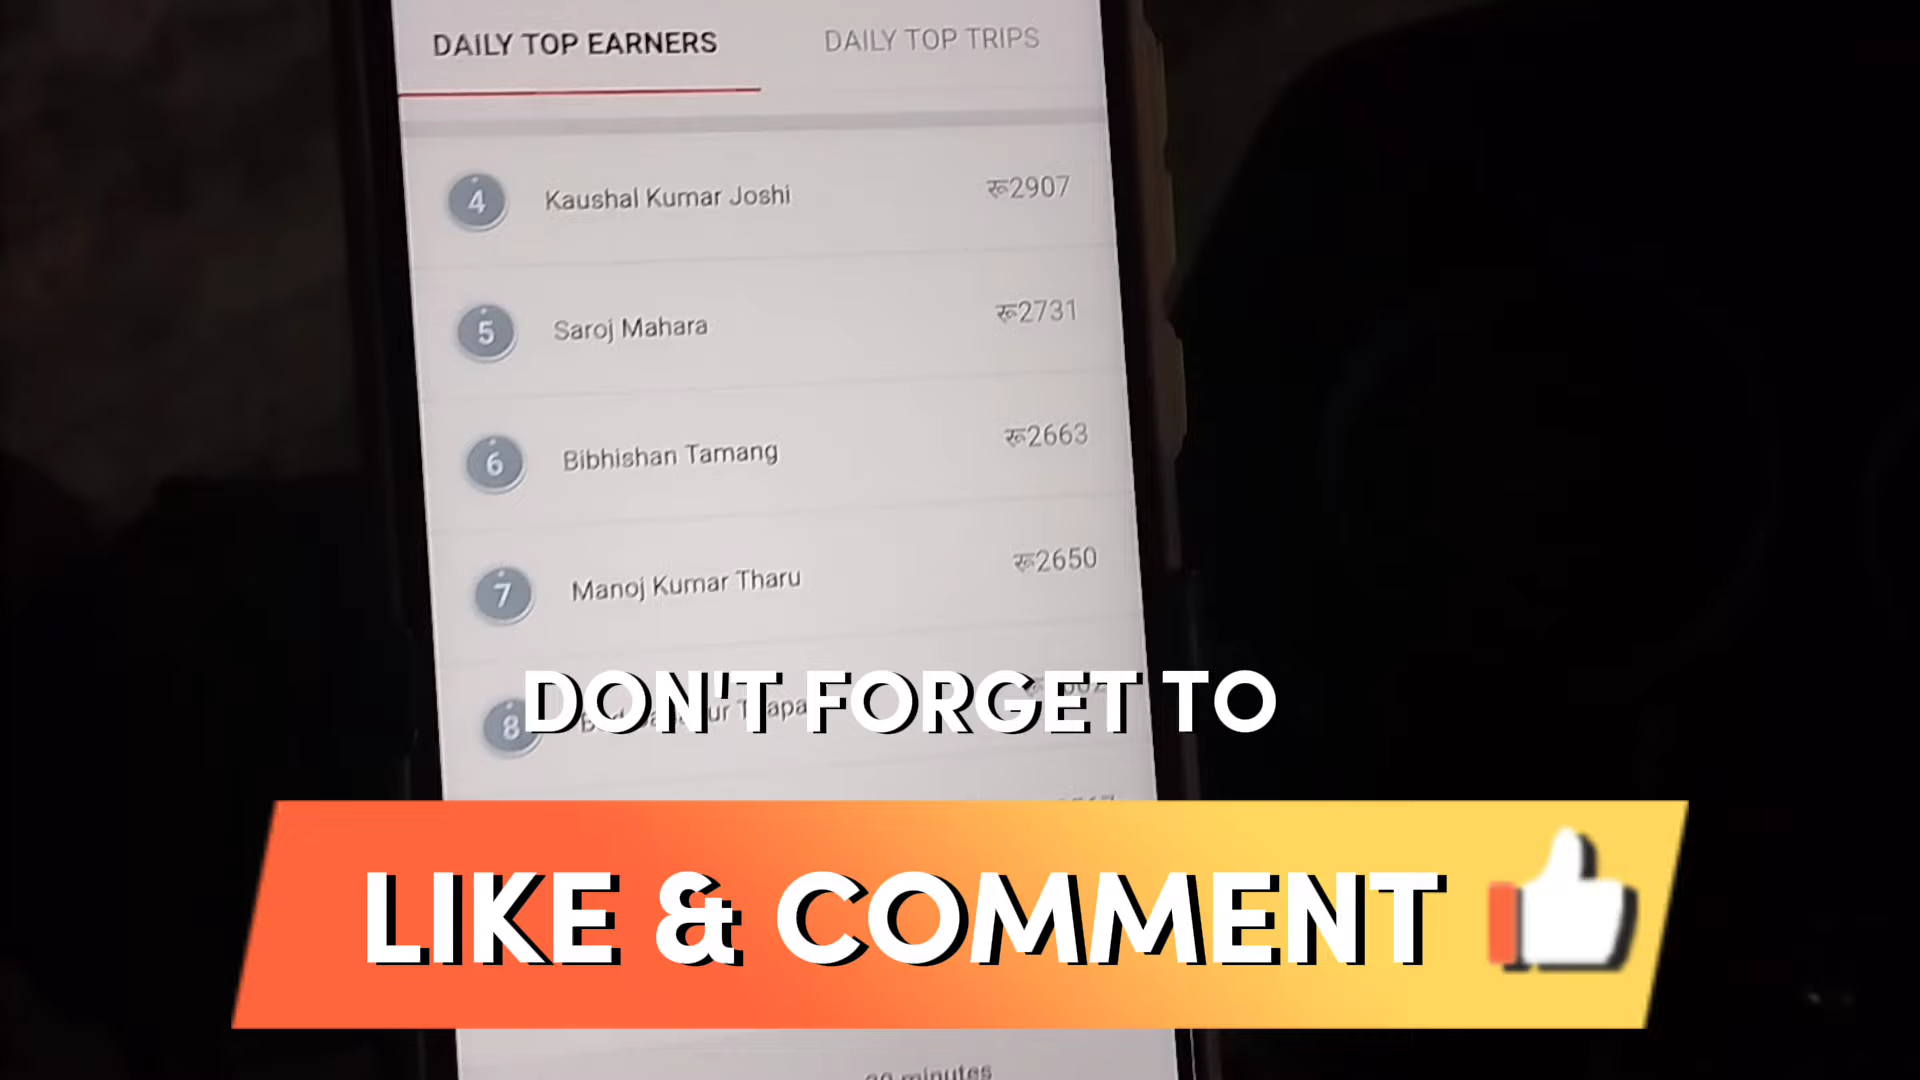 DAILY TOP EARNERS DAILY TOP TRIPS
4 Kaushal Kumar Joshi रू2907
5 Saroj Mahara रू2731
6 Bibhishan Tamang रू2663
7 Manoj Kumar Tharu रू2650
8
DON'T FORGET TO
LIKE & COMMENT
minutes